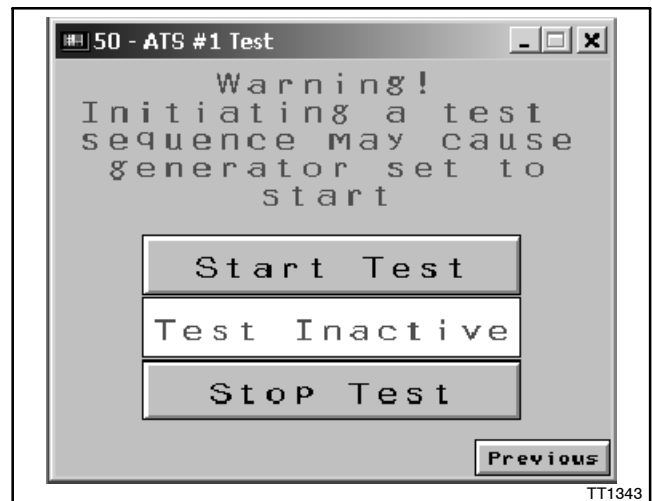 50 - ATS #1 Test
Warning!
Initiating a test
sequence may cause
generator set to
start
Start Test
Test Inactive
Stop Test
Previous
TT1343